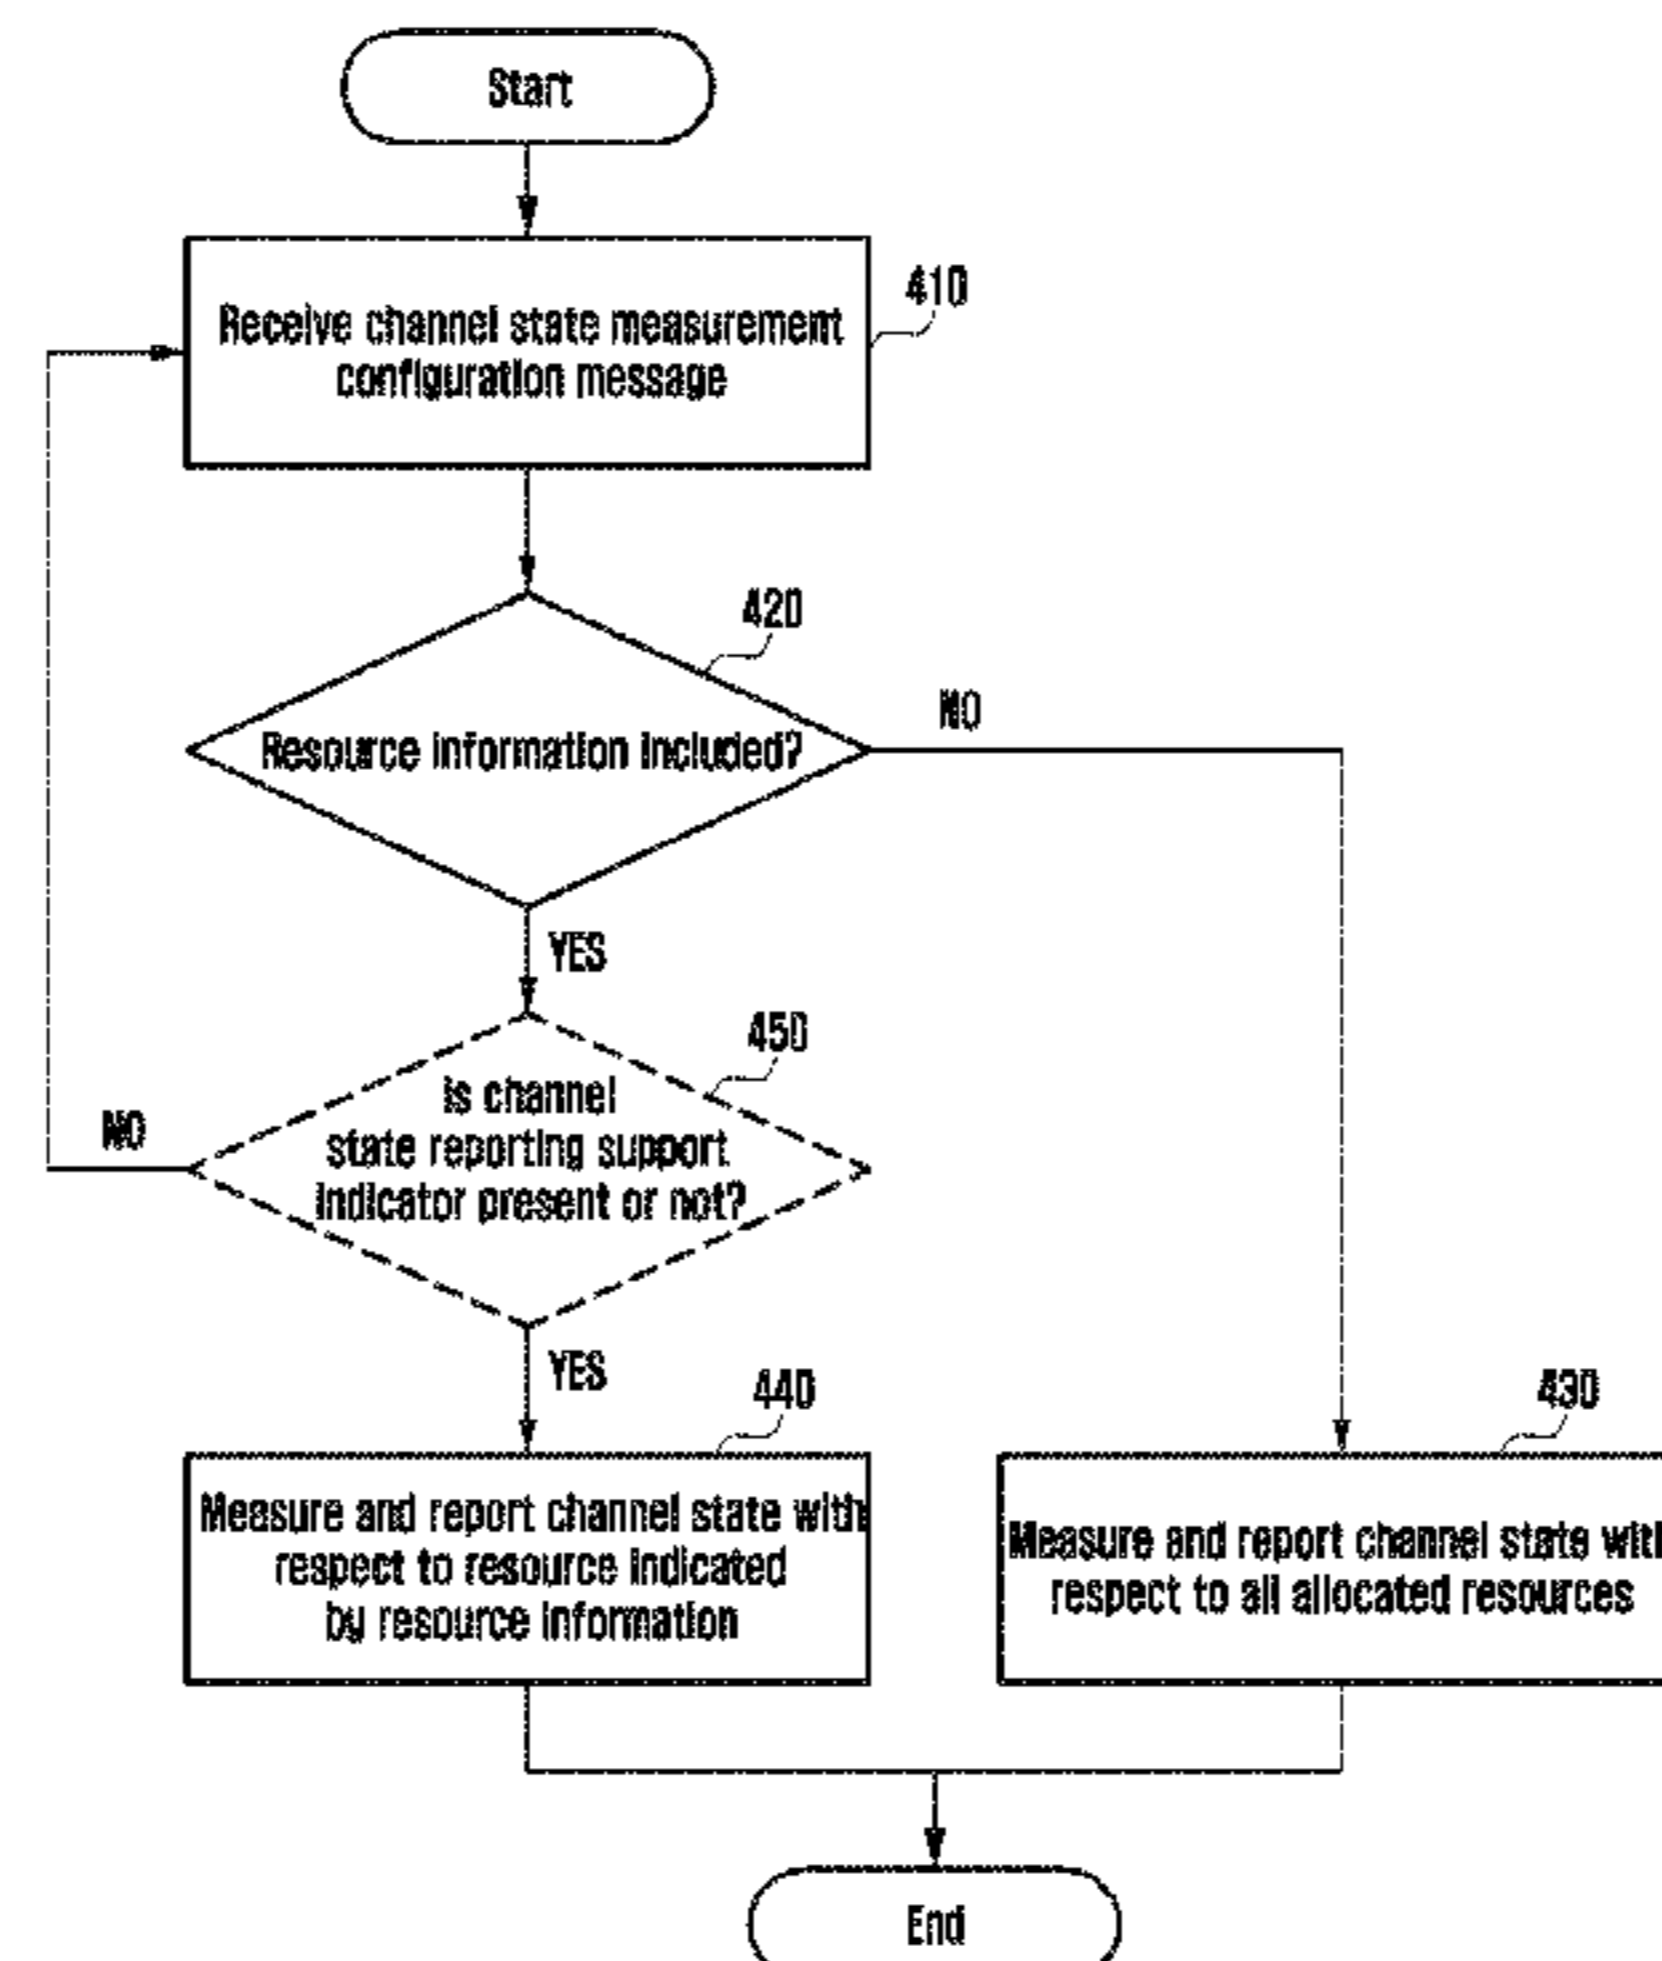 Start
410
Receive channel state measurement
configuration message
420
Resource information included?
NO
YES
450
Is channel
state reporting support
indicator present or not?
NO
YES
440
Measure and report channel state with
respect to resource indicated
by resource information
430
Measure and report channel state with
respect to all allocated resources
End